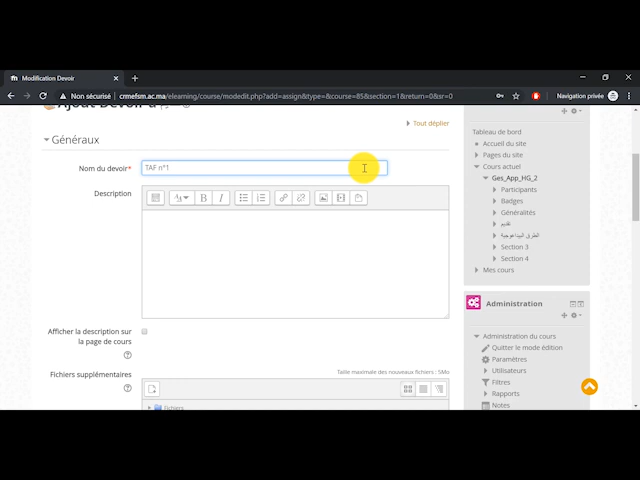 Modification Devoir
Non sécurisé
crmefsm.ac.ma/elearning/course/modedit.php?add=assign&type=&course=85&section=1&return=0&sr=0
Navigation privée
Ajout Devoir à
Tout déplier
Généraux
Nom du devoir*
TAF n°1
Description
Afficher la description sur
la page de cours
Fichiers supplémentaires
Taille maximale des nouveaux fichiers : 5Mo
Fichiers
Tableau de bord
Accueil du site
Pages du site
Cours actuel
Ges_App_HG_2
Participants
Badges
Généralités
تقديم
الطرق البيداغوجية
Section 3
Section 4
Mes cours
Administration
Administration du cours
Quitter le mode édition
Paramètres
Utilisateurs
Filtres
Rapports
Notes